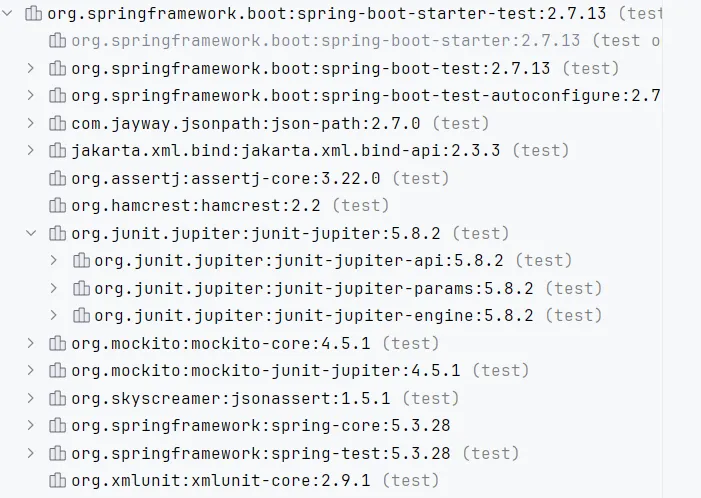 org.springframework.boot:spring-boot-starter-test:2.7.13 (test
org.springframework.boot:spring-boot-starter:2.7.13 (test o
org.springframework.boot:spring-boot-test:2.7.13 (test)
org.springframework.boot:spring-boot-test-autoconfigure:2.7
com.jayway.jsonpath:json-path:2.7.0 (test)
jakarta.xml.bind:jakarta.xml.bind-api:2.3.3 (test)
org.assertj:assertj-core:3.22.0 (test)
org.hamcrest:hamcrest:2.2 (test)
org.junit.jupiter:junit-jupiter:5.8.2 (test)
org.junit.jupiter:junit-jupiter-api:5.8.2 (test)
org.junit.jupiter:junit-jupiter-params:5.8.2 (test)
org.junit.jupiter:junit-jupiter-engine:5.8.2 (test)
org.mockito:mockito-core:4.5.1 (test)
org.mockito:mockito-junit-jupiter:4.5.1 (test)
org.skyscreamer:jsonassert:1.5.1 (test)
org.springframework:spring-core:5.3.28
org.springframework:spring-test:5.3.28 (test)
org.xmlunit:xmlunit-core:2.9.1 (test)